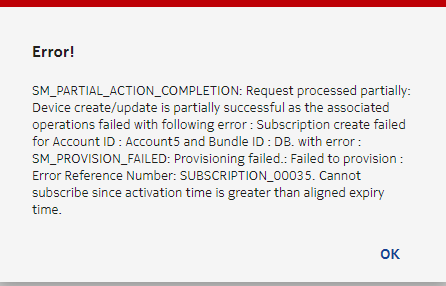 Error!
SM_PARTIAL_ACTION_COMPLETION: Request processed partially:
Device create/update is partially successful as the associated
operations failed with following error : Subscription create failed
for Account ID : Account5 and Bundle ID : DB. with error :
SM_PROVISION_FAILED: Provisioning failed.: Failed to provision :
Error Reference Number: SUBSCRIPTION_00035. Cannot
subscribe since activation time is greater than aligned expiry
time.
OK